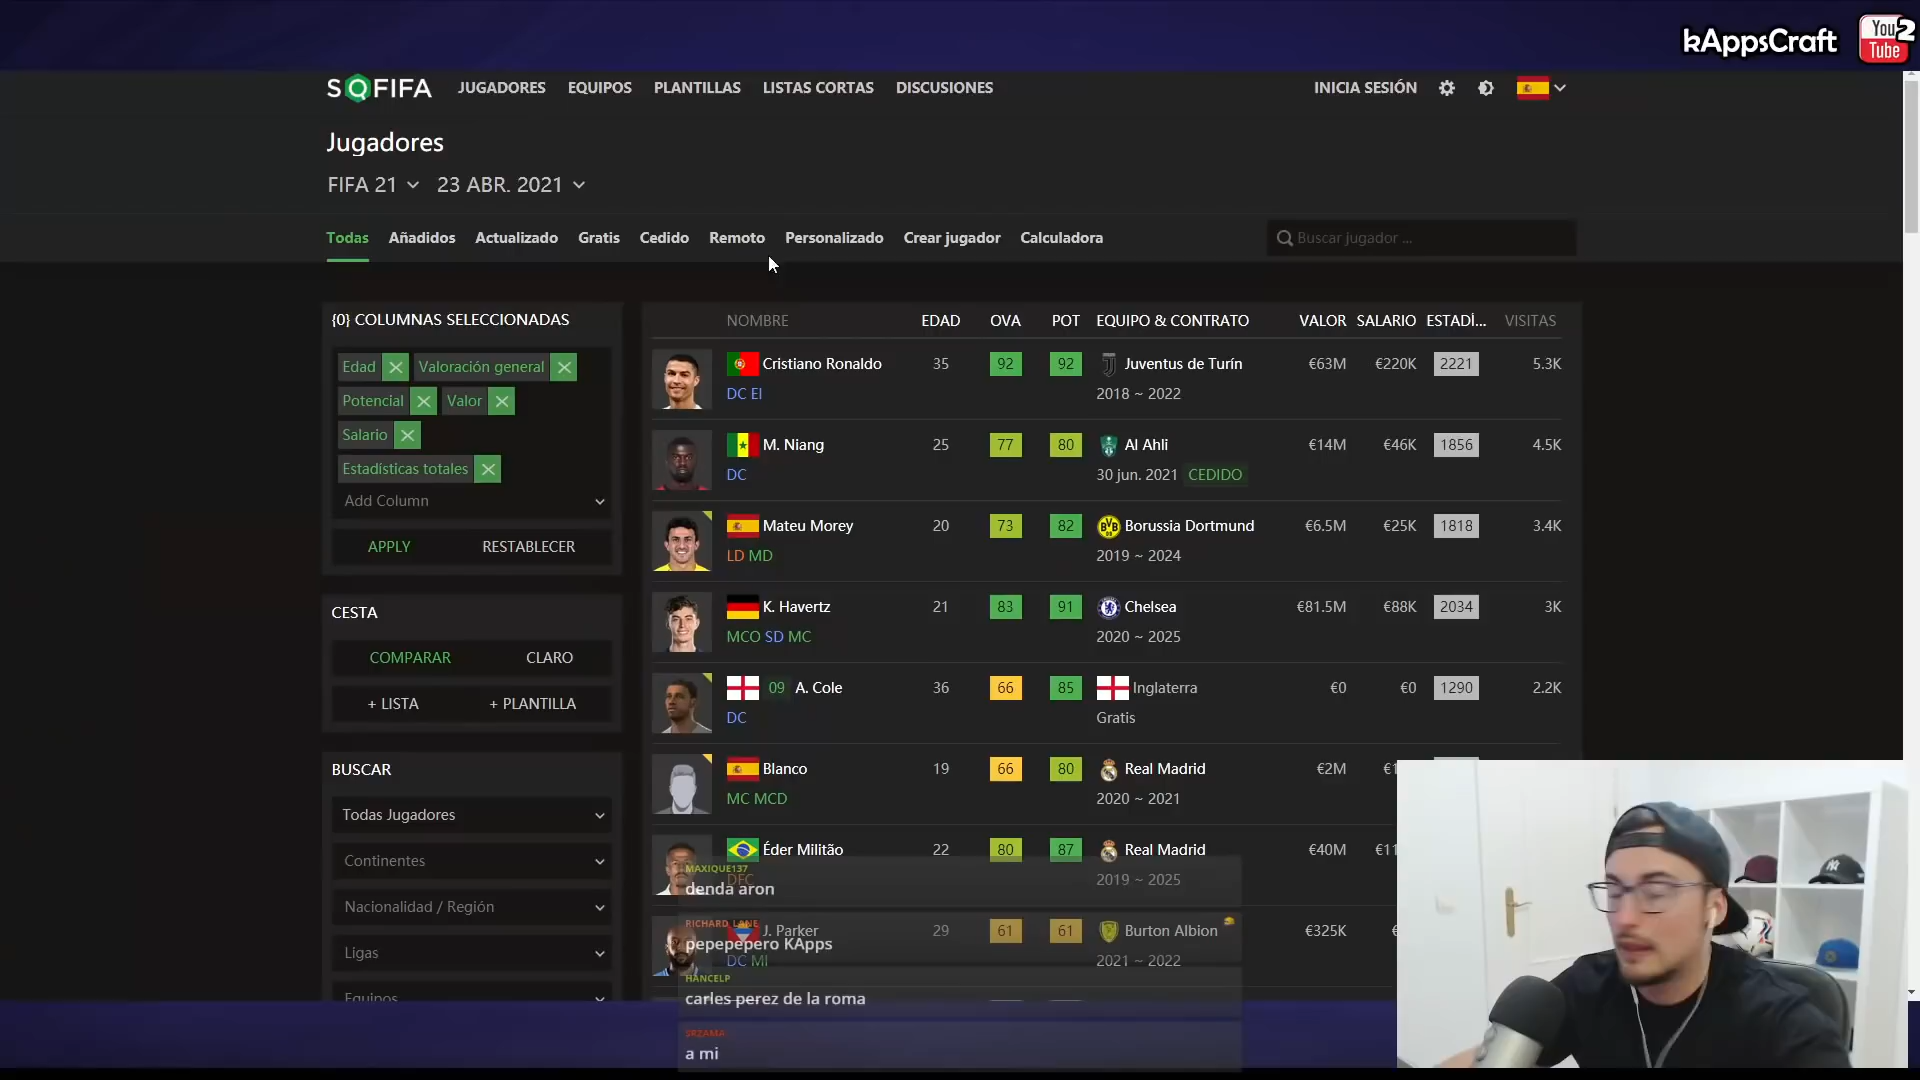 kAppsCraft
You2
Tube
SOFIFA JUGADORES EQUIPOS PLANTILLAS LISTAS CORTAS DISCUSIONES INICIA SESIÓN
Jugadores
FIFA 21 23 ABR. 2021
Todas Añadidos Actualizado Gratis Cedido Remoto Personalizado Crear jugador Calculadora Buscar jugador ...
{0} COLUMNAS SELECCIONADAS
Edad Valoración general
Potencial Valor
Salario
Estadísticas totales
Add Column
APPLY RESTABLECER
CESTA
COMPARAR CLARO
+ LISTA + PLANTILLA
BUSCAR
Todas Jugadores
Continentes
Nacionalidad / Región
Ligas
Equipos
NOMBRE EDAD OVA POT EQUIPO & CONTRATO VALOR SALARIO ESTADÍ... VISITAS
Cristiano Ronaldo 35 92 92 Juventus de Turín €63M €220K 2221 5.3K
DC EI 2018 ~ 2022
M. Niang 25 77 80 Al Ahli €14M €46K 1856 4.5K
DC 30 jun. 2021 CEDIDO
Mateu Morey 20 73 82 Borussia Dortmund €6.5M €25K 1818 3.4K
LD MD 2019 ~ 2024
K. Havertz 21 83 91 Chelsea €81.5M €88K 2034 3K
MCO SD MC 2020 ~ 2025
09 A. Cole 36 66 85 Inglaterra €0 €0 1290 2.2K
DC Gratis
Blanco 19 66 80 Real Madrid €2M €1
MC MCD 2020 ~ 2021
Éder Militão 22 80 87 Real Madrid €40M €11
DFC 2019 ~ 2025
MAXIQUE137
denda aron
J. Parker 29 61 61 Burton Albion €325K €
DC MI 2021 ~ 2022
RICHARD_LANE
pepepepero KApps
HANCELP
carles perez de la roma
SRZAMA
a mi